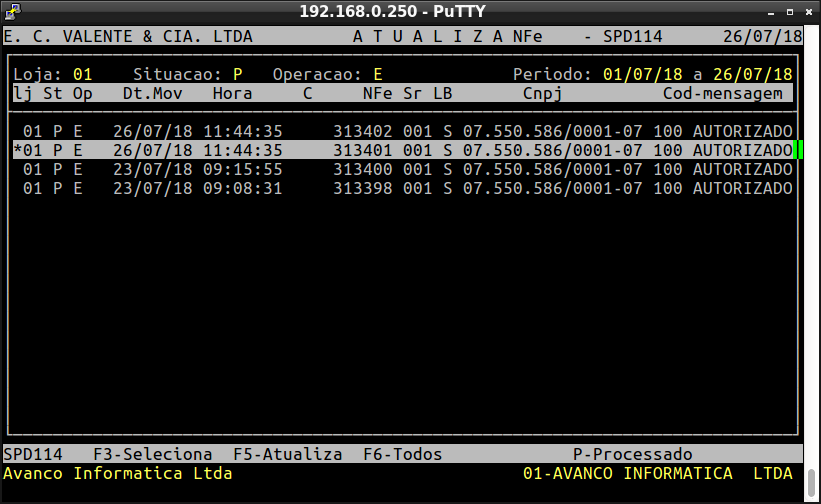 192.168.0.250 - PuTTY
E. C. VALENTE & CIA. LTDA A T U A L I Z A NFe - SPD114 26/07/18
Loja: 01 Situacao: P Operacao: E Periodo: 01/07/18 a 26/07/18
lj St Op Dt.Mov Hora C NFe Sr LB Cnpj Cod-mensagem
01 P E 26/07/18 11:44:35 313402 001 S 07.550.586/0001-07 100 AUTORIZADO
*01 P E 26/07/18 11:44:35 313401 001 S 07.550.586/0001-07 100 AUTORIZADO
01 P E 23/07/18 09:15:55 313400 001 S 07.550.586/0001-07 100 AUTORIZADO
01 P E 23/07/18 09:08:31 313398 001 S 07.550.586/0001-07 100 AUTORIZADO
SPD114 F3-Seleciona F5-Atualiza F6-Todos P-Processado
Avanco Informatica Ltda 01-AVANCO INFORMATICA LTDA